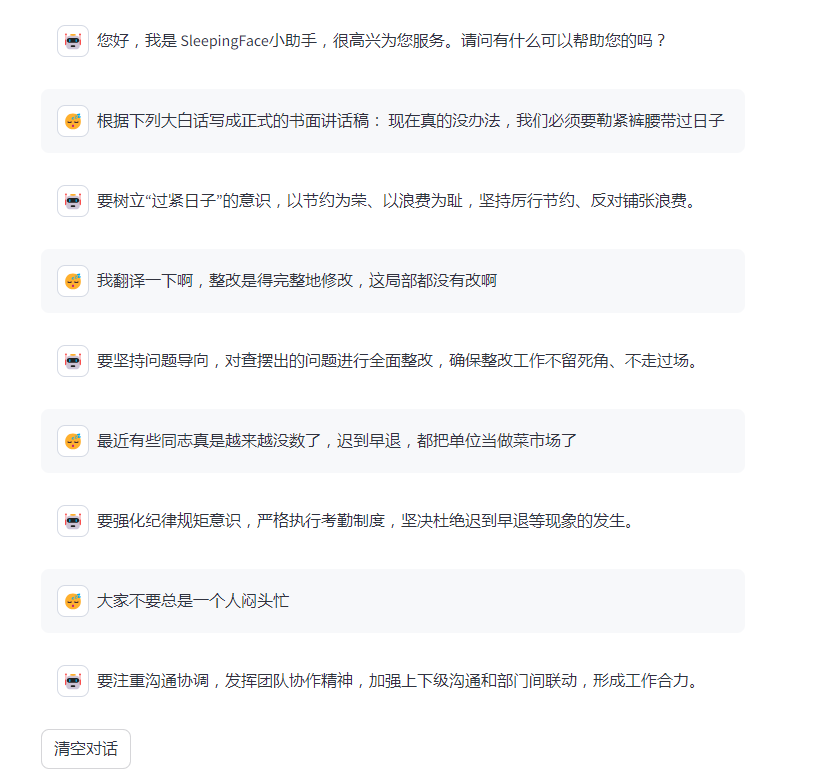 您好，我是 SleepingFace小助手，很高兴为您服务。请问有什么可以帮助您的吗？
根据下列大白话写成正式的书面讲话稿： 现在真的没办法，我们必须要勒紧裤腰带过日子
要树立“过紧日子”的意识，以节约为荣、以浪费为耻，坚持厉行节约、反对铺张浪费。
我翻译一下啊，整改是得完整地修改，这局部都没有改啊
要坚持问题导向，对查摆出的问题进行全面整改，确保整改工作不留死角、不走过场。
最近有些同志真是越来越没数了，迟到早退，都把单位当做菜市场了
要强化纪律规矩意识，严格执行考勤制度，坚决杜绝迟到早退等现象的发生。
大家不要总是一个人闷头忙
要注重沟通协调，发挥团队协作精神，加强上下级沟通和部门间联动，形成工作合力。
清空对话